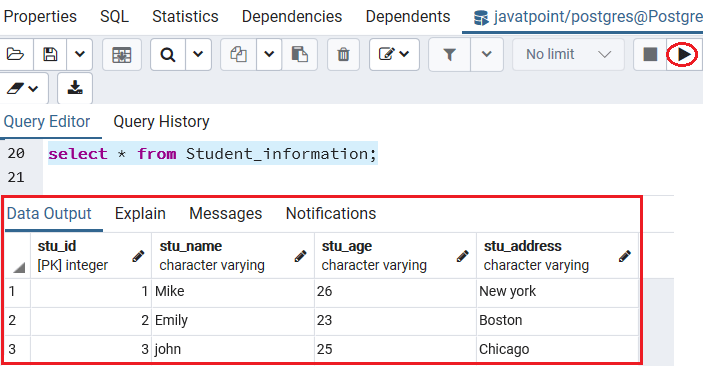 Properties SQL Statistics Dependencies Dependents javatpoint/postgres@Postgre
No limit
Query Editor Query History
20 select * from Student_information;
21
Data Output Explain Messages Notifications
stu_id stu_name stu_age stu_address
[PK] integer character varying character varying character varying
1 1 Mike 26 New york
2 2 Emily 23 Boston
3 3 john 25 Chicago